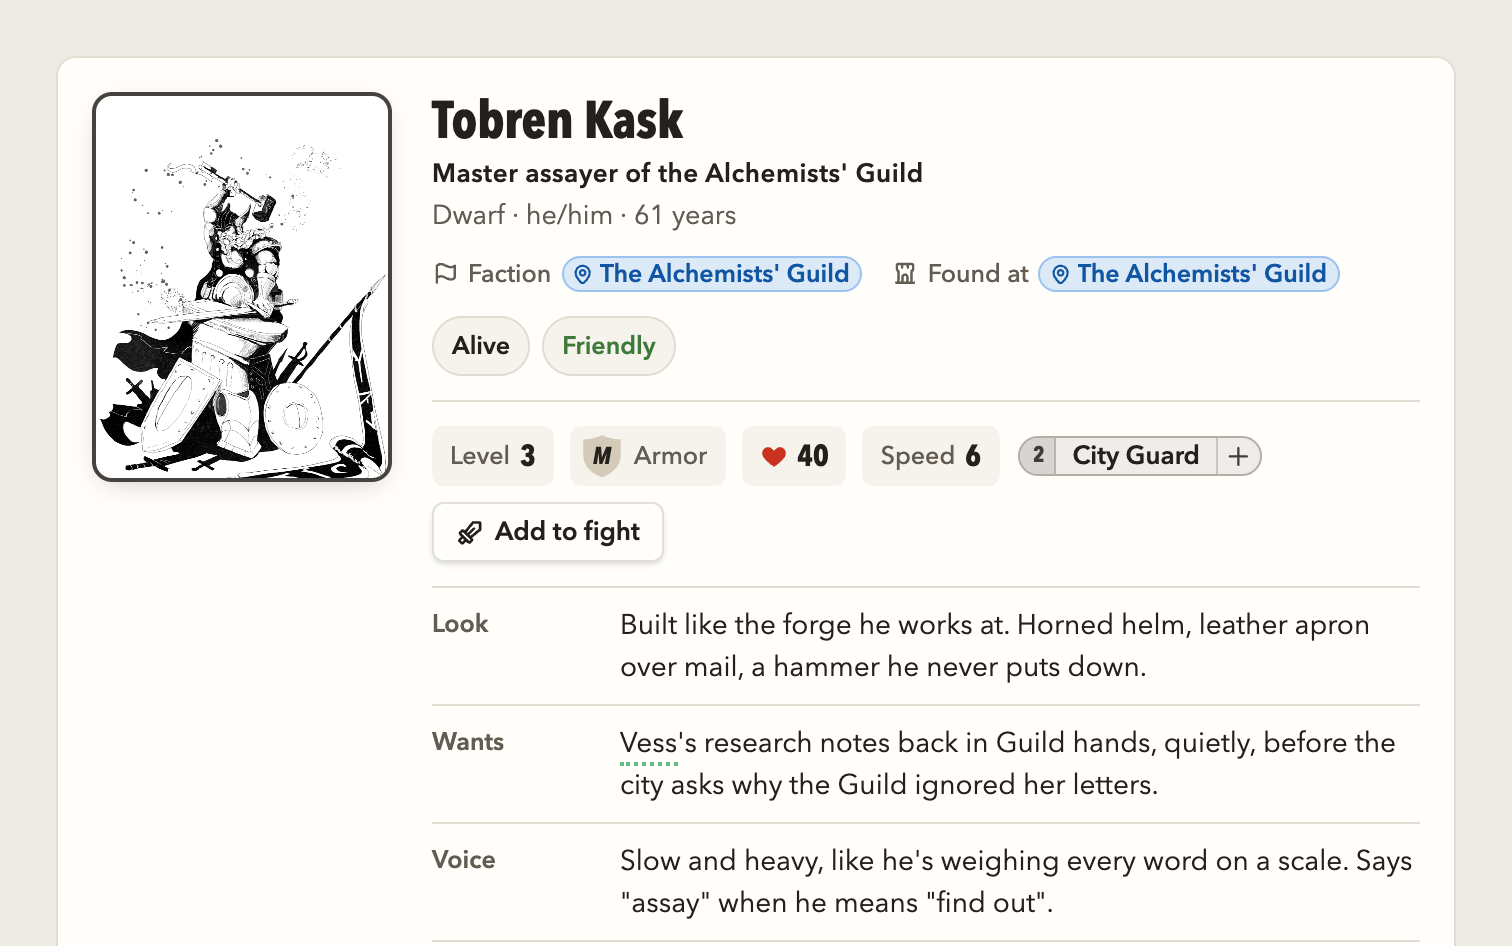 Tobren Kask
Master assayer of the Alchemists' Guild
Dwarf · he/him · 61 years
Faction The Alchemists' Guild Found at The Alchemists' Guild
Alive Friendly
Level 3 M Armor 40 Speed 6 2 City Guard +
Add to fight
Look Built like the forge he works at. Horned helm, leather apron
over mail, a hammer he never puts down.
Wants Vess's research notes back in Guild hands, quietly, before the
city asks why the Guild ignored her letters.
Voice Slow and heavy, like he's weighing every word on a scale. Says
"assay" when he means "find out".